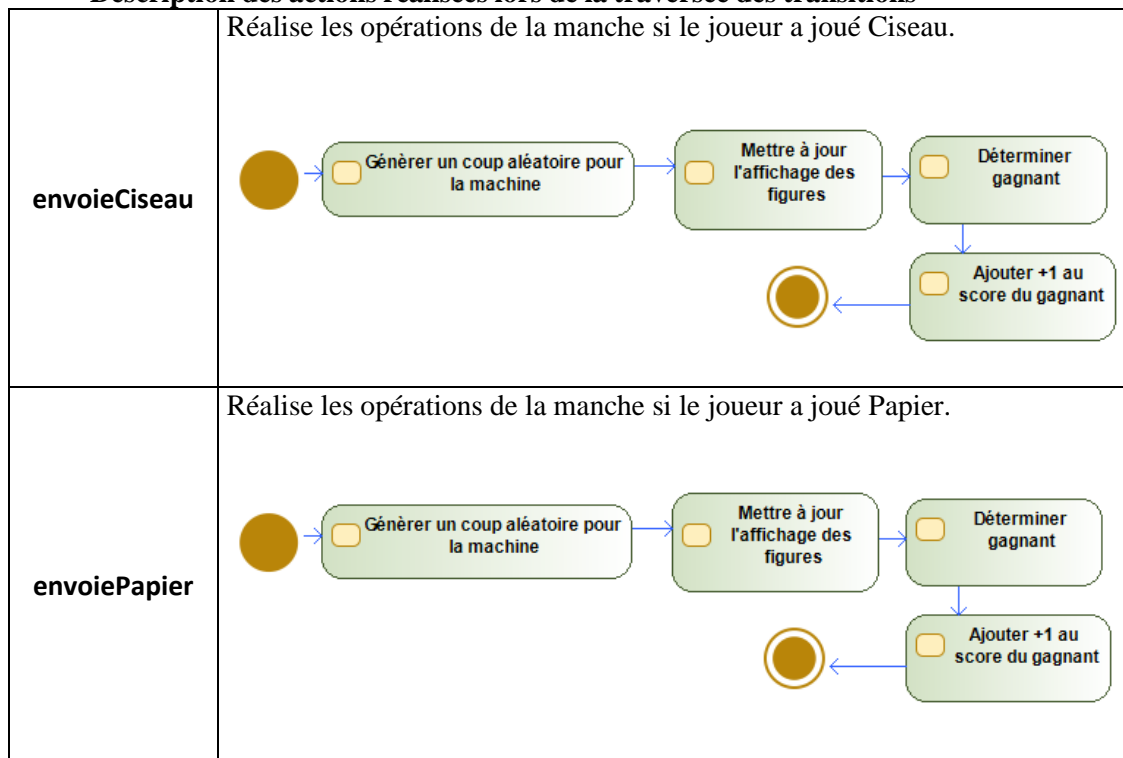 Description des actions réalisées lors de la traversée des transitions
Réalise les opérations de la manche si le joueur a joué Ciseau.
envoieCiseau
Génèrer un coup aléatoire pour
la machine
Mettre à jour
l'affichage des
figures
Déterminer
gagnant
Ajouter +1 au
score du gagnant
Réalise les opérations de la manche si le joueur a joué Papier.
envoiePapier
Génèrer un coup aléatoire pour
la machine
Mettre à jour
l'affichage des
figures
Déterminer
gagnant
Ajouter +1 au
score du gagnant